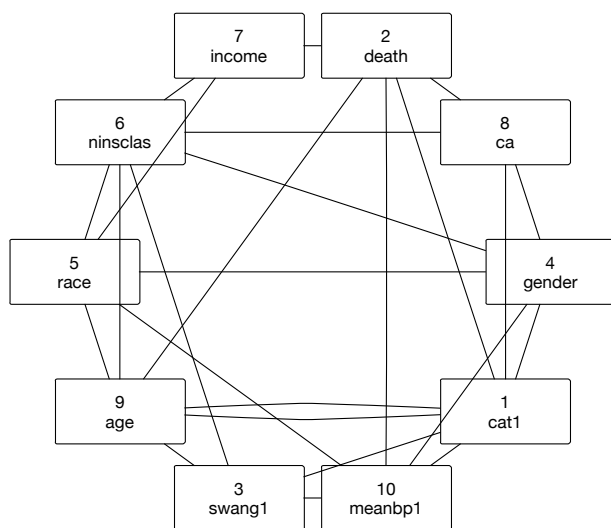 7
income
2
death
6
ninsclas
8
ca
5
race
4
gender
9
age
1
cat1
3
swang1
10
meanbp1